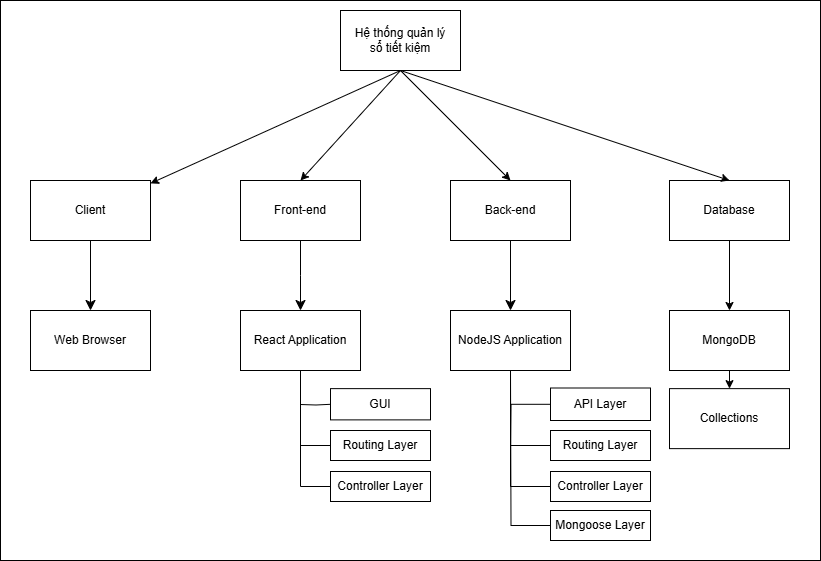 Hệ thống quản lý
sổ tiết kiệm
Client
Front-end
Back-end
Database
Web Browser
React Application
NodeJS Application
MongoDB
GUI
Routing Layer
Controller Layer
API Layer
Routing Layer
Controller Layer
Mongoose Layer
Collections